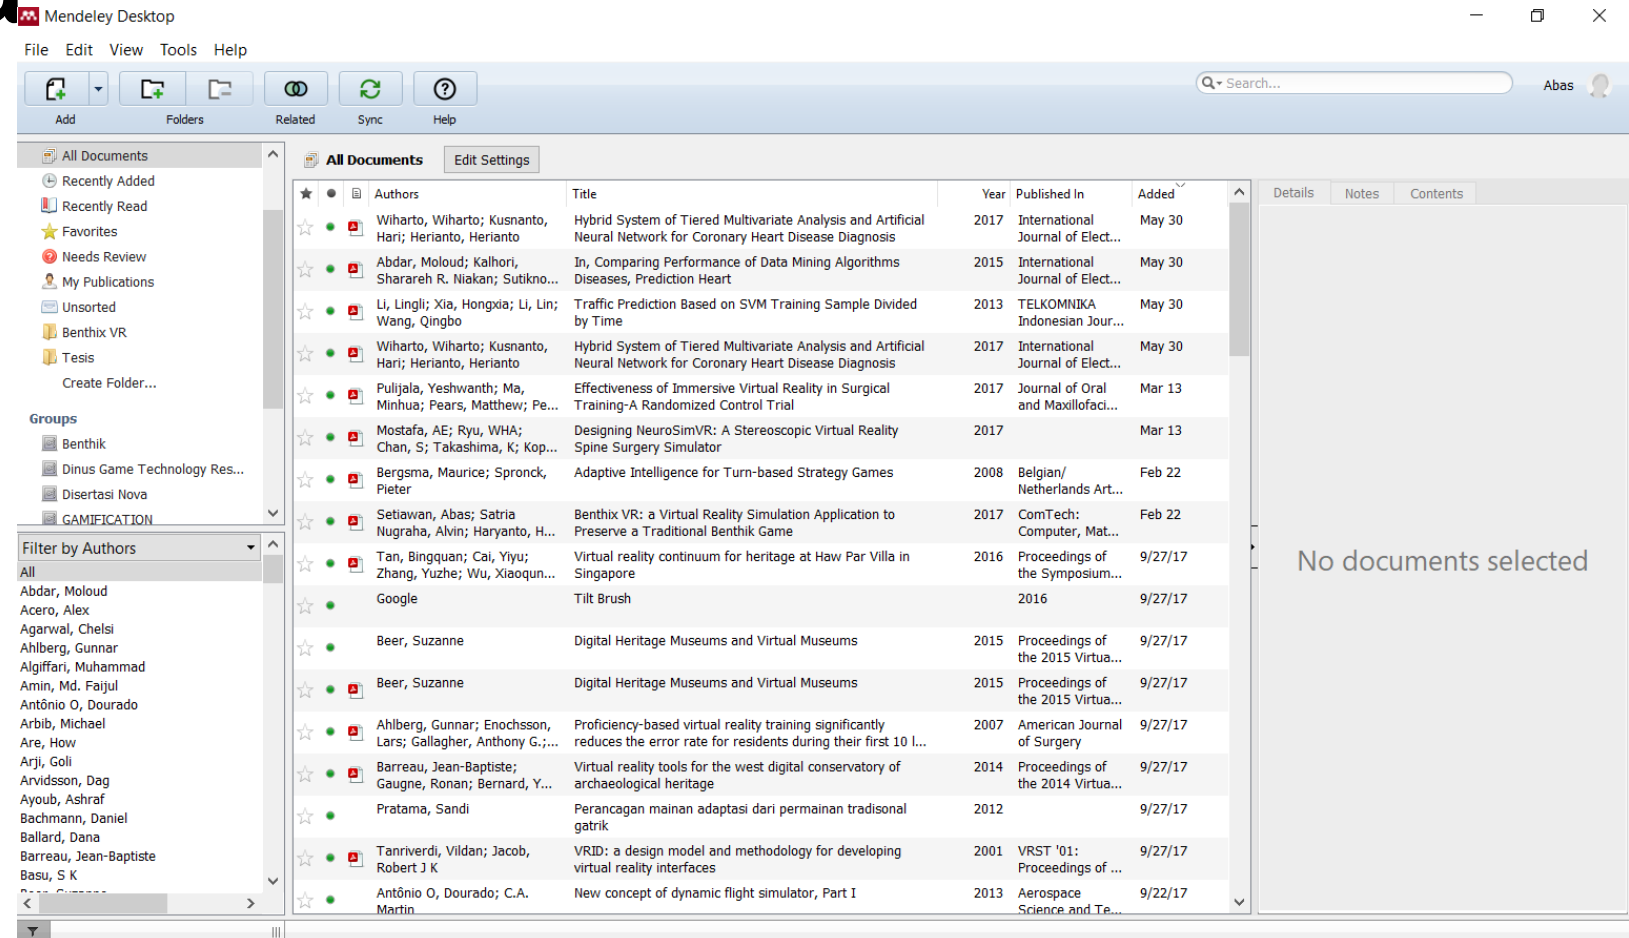 Mendeley Desktop
File Edit View Tools Help
Search...
Abas
Add Folders Related Sync Help
All Documents
Recently Added
Recently Read
Favorites
Needs Review
My Publications
Unsorted
Benthix VR
Tesis
Create Folder...
Groups
Benthik
Dinus Game Technology Res...
Disertasi Nova
GAMIFICATION
Filter by Authors
All
Abdar, Moloud
Acero, Alex
Agarwal, Chelsi
Ahlberg, Gunnar
Algiffari, Muhammad
Amin, Md. Faijul
Antônio O, Dourado
Arbib, Michael
Are, How
Arji, Goli
Arvidsson, Dag
Ayoub, Ashraf
Bachmann, Daniel
Ballard, Dana
Barreau, Jean-Baptiste
Basu, S K
All Documents Edit Settings
Authors Title Year Published In Added
Wiharto, Wiharto; Kusnanto, Hybrid System of Tiered Multivariate Analysis and Artificial 2017 International May 30
Hari; Herianto, Herianto Neural Network for Coronary Heart Disease Diagnosis Journal of Elect...
Abdar, Moloud; Kalhori, In, Comparing Performance of Data Mining Algorithms 2015 International May 30
Sharareh R. Niakan; Sutikno... Diseases, Prediction Heart Journal of Elect...
Li, Lingli; Xia, Hongxia; Li, Lin; Traffic Prediction Based on SVM Training Sample Divided 2013 TELKOMNIKA May 30
Wang, Qingbo by Time Indonesian Jour...
Wiharto, Wiharto; Kusnanto, Hybrid System of Tiered Multivariate Analysis and Artificial 2017 International May 30
Hari; Herianto, Herianto Neural Network for Coronary Heart Disease Diagnosis Journal of Elect...
Pulijala, Yeshwanth; Ma, Effectiveness of Immersive Virtual Reality in Surgical 2017 Journal of Oral Mar 13
Minhua; Pears, Matthew; Pe... Training-A Randomized Control Trial and Maxillofaci...
Mostafa, AE; Ryu, WHA; Designing NeuroSimVR: A Stereoscopic Virtual Reality 2017 Mar 13
Chan, S; Takashima, K; Kop... Spine Surgery Simulator
Bergsma, Maurice; Spronck, Adaptive Intelligence for Turn-based Strategy Games 2008 Belgian/ Feb 22
Pieter Netherlands Art...
Setiawan, Abas; Satria Benthix VR: a Virtual Reality Simulation Application to 2017 ComTech: Feb 22
Nugraha, Alvin; Haryanto, H... Preserve a Traditional Benthik Game Computer, Mat...
Tan, Bingquan; Cai, Yiyu; Virtual reality continuum for heritage at Haw Par Villa in 2016 Proceedings of 9/27/17
Zhang, Yuzhe; Wu, Xiaoqun... Singapore the Symposium...
Google Tilt Brush 2016 9/27/17
Beer, Suzanne Digital Heritage Museums and Virtual Museums 2015 Proceedings of 9/27/17
the 2015 Virtua...
Beer, Suzanne Digital Heritage Museums and Virtual Museums 2015 Proceedings of 9/27/17
the 2015 Virtua...
Ahlberg, Gunnar; Enochsson, Proficiency-based virtual reality training significantly 2007 American Journal 9/27/17
Lars; Gallagher, Anthony G.;... reduces the error rate for residents during their first 10 l... of Surgery
Barreau, Jean-Baptiste; Virtual reality tools for the west digital conservatory of 2014 Proceedings of 9/27/17
Gaugne, Ronan; Bernard, Y... archaeological heritage the 2014 Virtua...
Pratama, Sandi Perancagan mainan adaptasi dari permainan tradisonal 2012 9/27/17
gatrik
Tanriverdi, Vildan; Jacob, VRID: a design model and methodology for developing 2001 VRST '01: 9/27/17
Robert J K virtual reality interfaces Proceedings of ...
Antônio O, Dourado; C.A. New concept of dynamic flight simulator, Part I 2013 Aerospace 9/22/17
Martin Science and Te...
Details Notes Contents
No documents selected